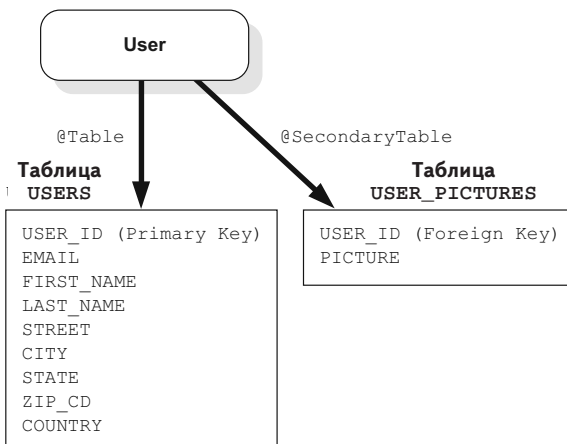 User
@Table
@SecondaryTable
Таблица
USERS
Таблица
USER_PICTURES
USER_ID (Primary Key)
EMAIL
FIRST_NAME
LAST_NAME
STREET
CITY
STATE
ZIP_CD
COUNTRY
USER_ID (Foreign Key)
PICTURE